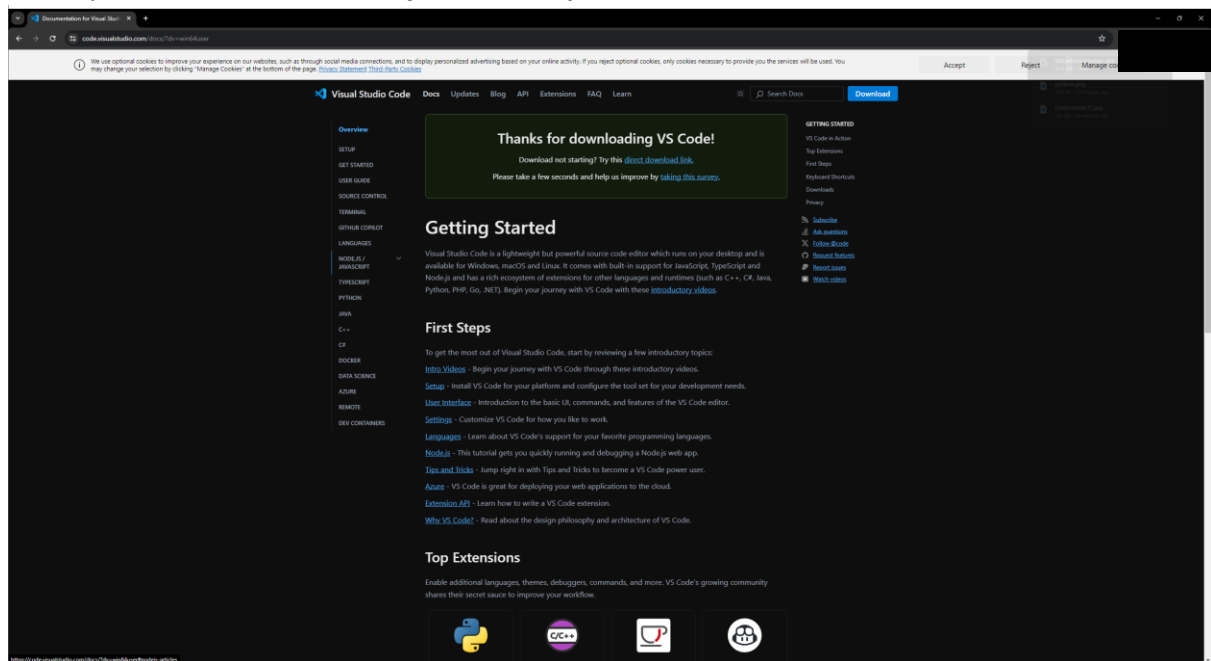 Documentation for Visual Stud
code.visualstudio.com/docs/?dv=win64user
We use optional cookies to improve your experience on our websites, such as through social media connections, and to display personalized advertising based on your online activity. If you reject optional cookies, only cookies necessary to provide you the services will be used. You
may change your selection by clicking "Manage Cookies" at the bottom of the page. Privacy Statement Third-Party Cookies
Accept
Reject
Manage co
Visual Studio Code
Docs Updates Blog API Extensions FAQ Learn
Search Docs
Download
Overview
SETUP
GET STARTED
USER GUIDE
SOURCE CONTROL
TERMINAL
GITHUB COPILOT
LANGUAGES
NODE.JS /
JAVASCRIPT
TYPESCRIPT
PYTHON
JAVA
C++
C#
DOCKER
DATA SCIENCE
AZURE
REMOTE
DEV CONTAINERS
Thanks for downloading VS Code!
Download not starting? Try this direct download link.
Please take a few seconds and help us improve by taking this survey.
Getting Started
Visual Studio Code is a lightweight but powerful source code editor which runs on your desktop and is
available for Windows, macOS and Linux. It comes with built-in support for JavaScript, TypeScript and
Node.js and has a rich ecosystem of extensions for other languages and runtimes (such as C++, C#, Java,
Python, PHP, Go, .NET). Begin your journey with VS Code with these introductory videos.
First Steps
To get the most out of Visual Studio Code, start by reviewing a few introductory topics:
Intro Videos - Begin your journey with VS Code through these introductory videos.
Setup - Install VS Code for your platform and configure the tool set for your development needs.
User Interface - Introduction to the basic UI, commands, and features of the VS Code editor.
Settings - Customize VS Code for how you like to work.
Languages - Learn about VS Code's support for your favorite programming languages.
Node.js - This tutorial gets you quickly running and debugging a Node.js web app.
Tips and Tricks - Jump right in with Tips and Tricks to become a VS Code power user.
Azure - VS Code is great for deploying your web applications to the cloud.
Extension API - Learn how to write a VS Code extension.
Why VS Code? - Read about the design philosophy and architecture of VS Code.
Top Extensions
Enable additional languages, themes, debuggers, commands, and more. VS Code's growing community
shares their secret sauce to improve your workflow.
C/C++
GETTING STARTED
VS Code in Action
Top Extensions
First Steps
Keyboard Shortcuts
Downloads
Privacy
Subscribe
Ask questions
Follow @code
Request features
Report issues
Watch videos
https://code.visualstudio.com/docs/?dv=win64user#nodejs-articles